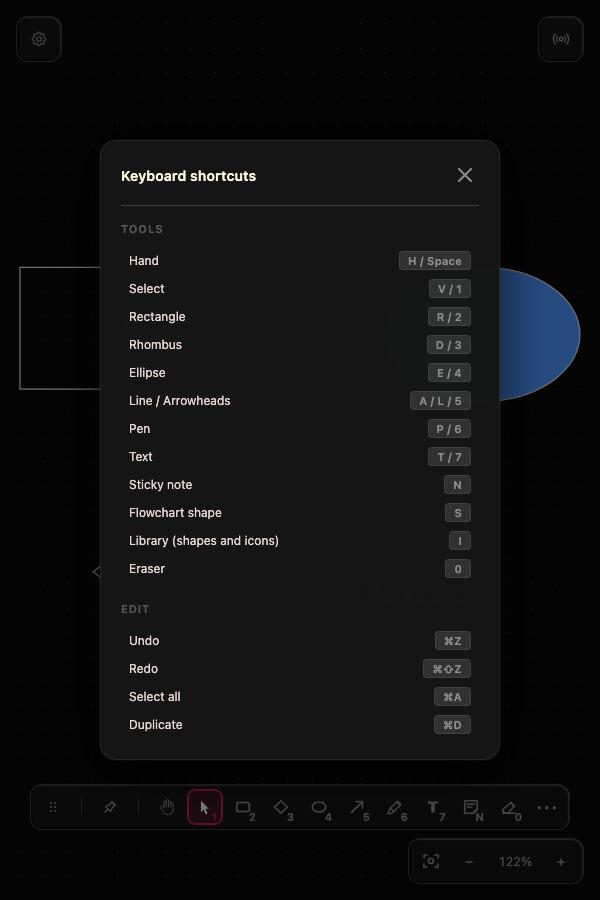 Keyboard shortcuts
TOOLS
Hand H / Space
Select V / 1
Rectangle R / 2
Rhombus D / 3
Ellipse E / 4
Line / Arrowheads A / L / 5
Pen P / 6
Text T / 7
Sticky note N
Flowchart shape S
Library (shapes and icons) I
Eraser 0
EDIT
Undo ⌘Z
Redo ⌘⇧Z
Select all ⌘A
Duplicate ⌘D
1 2 3 4 5 6 T 7 N 0
122%